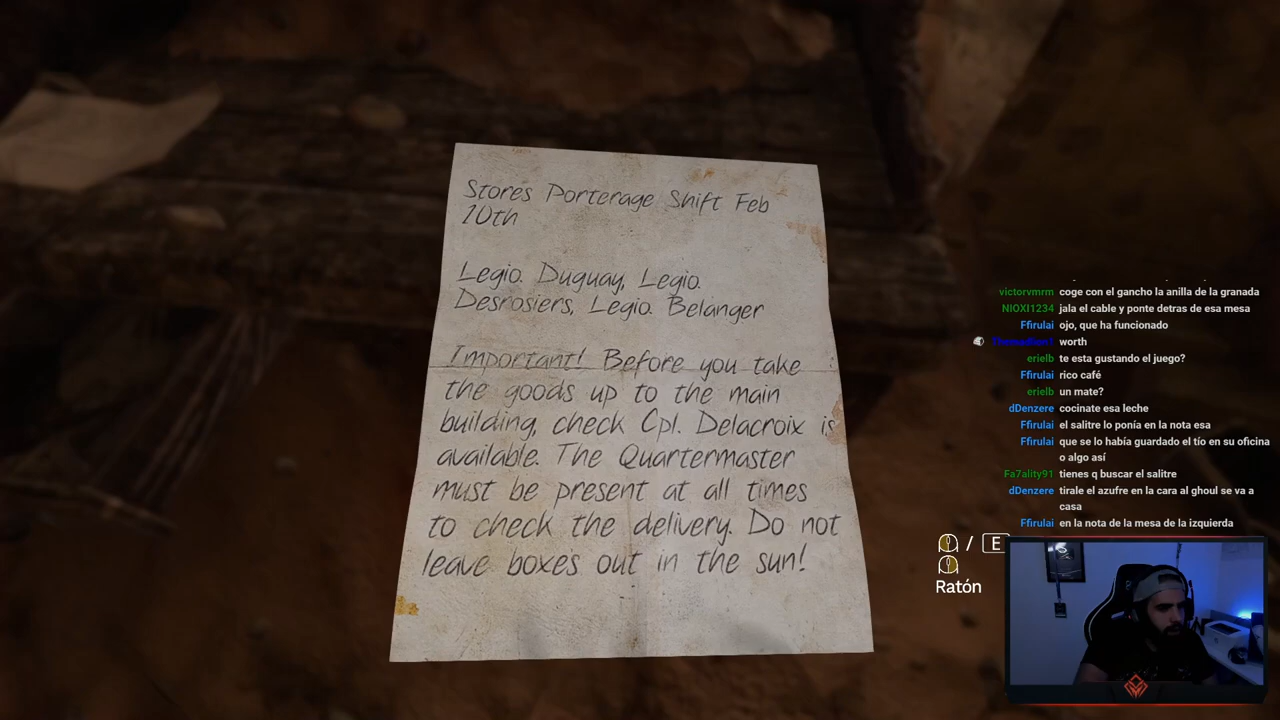 Stores Porterage Shift Feb
10th
Legio. Duguay, Legio.
Desrosiers, Legio. Belanger
Important! Before you take
the goods up to the main
building, check Cpl. Delacroix is
available. The Quartermaster
must be present at all times
to check the delivery. Do not
leave boxes out in the sun!
victorvmrm coge con el gancho la anilla de la granada
NIOXI1234 jala el cable y ponte detras de esa mesa
Ffirulai ojo, que ha funcionado
worth
erielb te esta gustando el juego?
Ffirulai rico café
erielb un mate?
dDenzere cocinate esa leche
Ffirulai el salitre lo ponía en la nota esa
Ffirulai que se lo había guardado el tío en su oficina
o algo así
Fa7ality91 tienes q buscar el salitre
dDenzere tirale el azufre en la cara al ghoul se va a
casa
Ffirulai en la nota de la mesa de la izquierda
/ E
Ratón